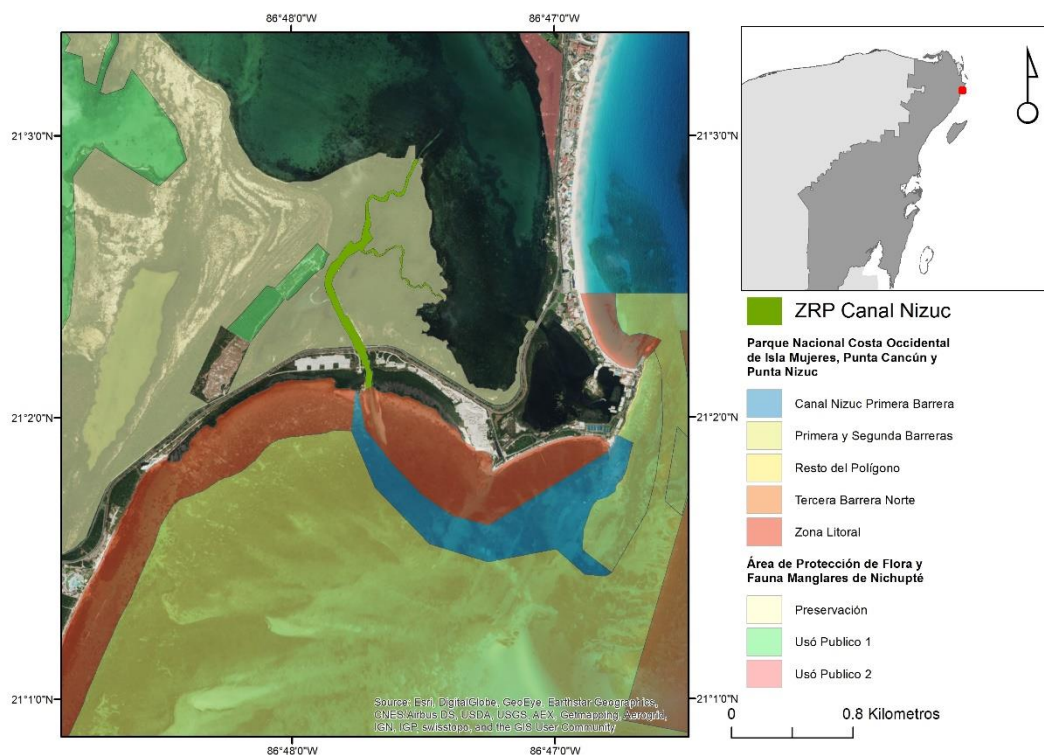 86°48'0"W
86°47'0"W
21°3'0"N
21°3'0"N
21°2'0"N
21°2'0"N
21°1'0"N
21°1'0"N
Source: Esri, DigitalGlobe, GeoEye, Earthstar Geographics,
CNES/Airbus DS, USDA, USGS, AEX, Getmapping, Aerogrid,
IGN, IGP, swisstopo, and the GIS User Community
86°48'0"W
86°47'0"W
ZRP Canal Nizuc
Parque Nacional Costa Occidental
de Isla Mujeres, Punta Cancún y
Punta Nizuc
Canal Nizuc Primera Barrera
Primera y Segunda Barreras
Resto del Polígono
Tercera Barrera Norte
Zona Litoral
Área de Protección de Flora y
Fauna Manglares de Nichupté
Preservación
Usó Publico 1
Usó Publico 2
0
0.8 Kilometros